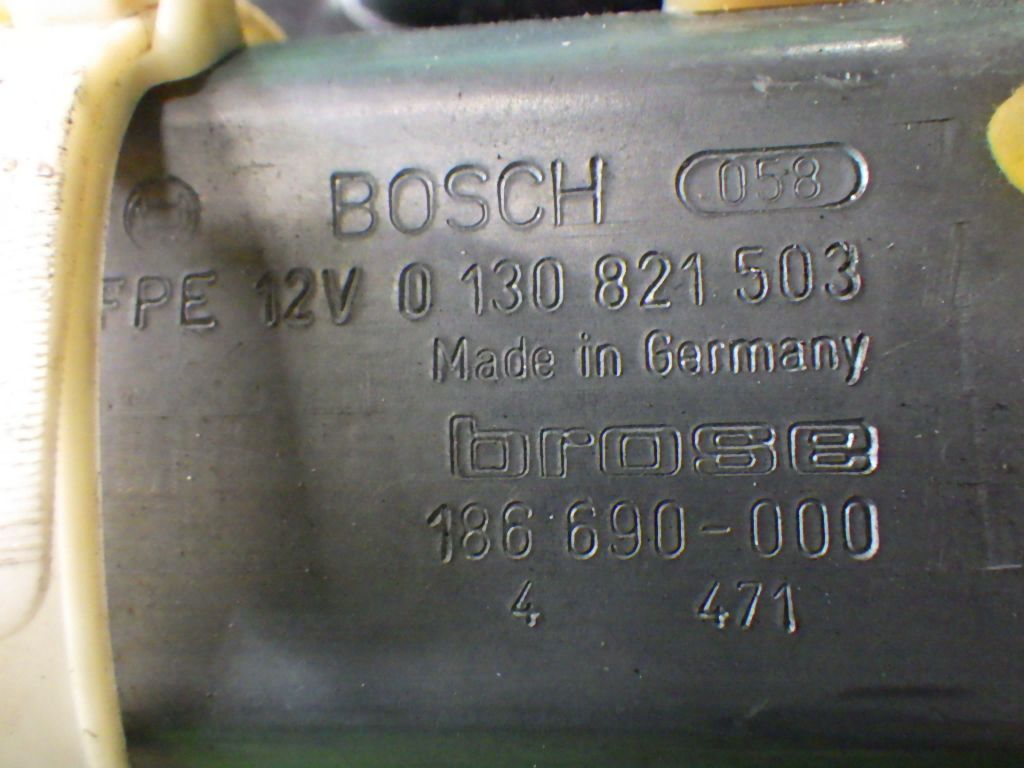 BOSCH 058
FPE 12V 0 130 821 503
Made in Germany
brose
186 690-000
4 471